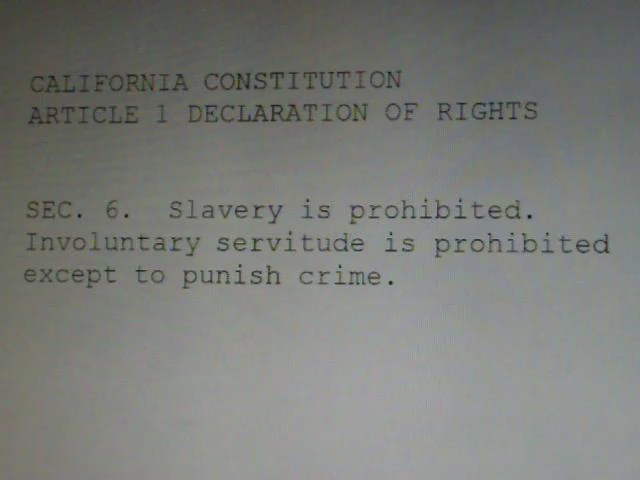 CALIFORNIA CONSTITUTION
ARTICLE 1 DECLARATION OF RIGHTS
SEC. 6.  Slavery is prohibited.
Involuntary servitude is prohibited
except to punish crime.